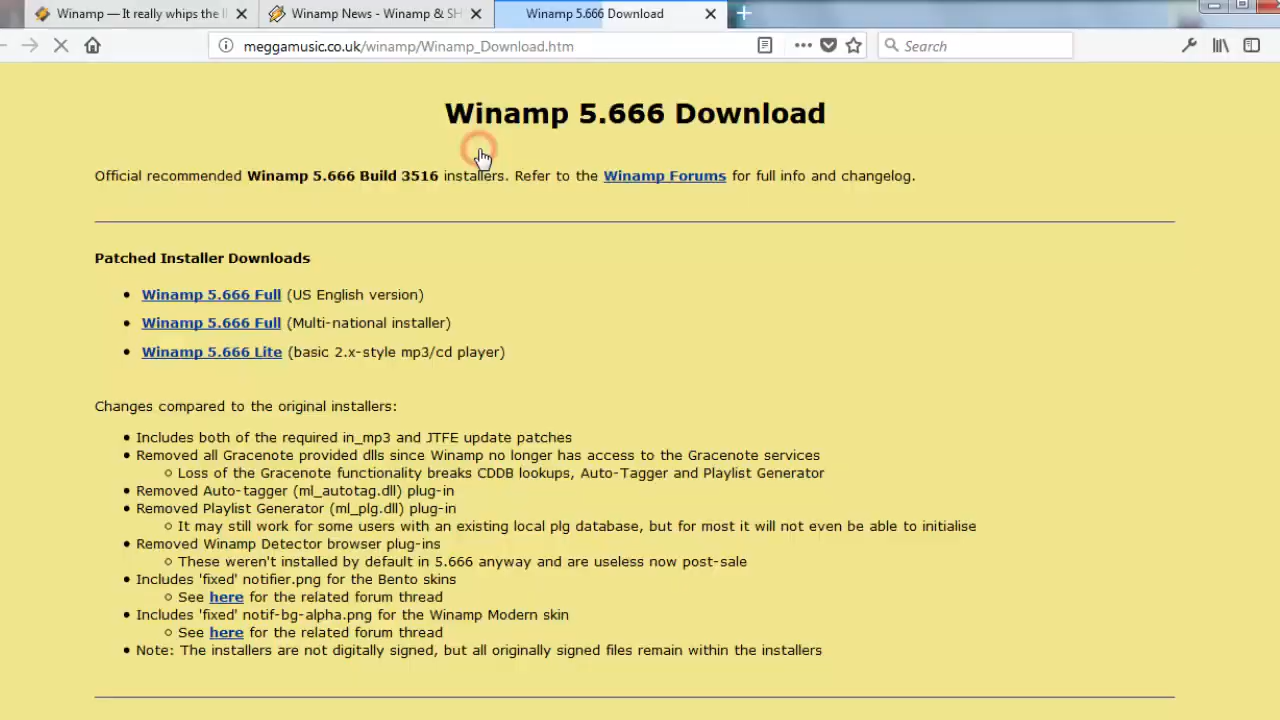 Winamp — It really whips the ll
Winamp News - Winamp & SH
Winamp 5.666 Download
meggamusic.co.uk/winamp/Winamp_Download.htm
Search
Winamp 5.666 Download
Official recommended Winamp 5.666 Build 3516 installers. Refer to the Winamp Forums for full info and changelog.
Patched Installer Downloads
• Winamp 5.666 Full (US English version)
• Winamp 5.666 Full (Multi-national installer)
• Winamp 5.666 Lite (basic 2.x-style mp3/cd player)
Changes compared to the original installers:
• Includes both of the required in_mp3 and JTFE update patches
• Removed all Gracenote provided dlls since Winamp no longer has access to the Gracenote services
○ Loss of the Gracenote functionality breaks CDDB lookups, Auto-Tagger and Playlist Generator
• Removed Auto-tagger (ml_autotag.dll) plug-in
• Removed Playlist Generator (ml_plg.dll) plug-in
○ It may still work for some users with an existing local plg database, but for most it will not even be able to initialise
• Removed Winamp Detector browser plug-ins
○ These weren't installed by default in 5.666 anyway and are useless now post-sale
• Includes 'fixed' notifier.png for the Bento skins
○ See here for the related forum thread
• Includes 'fixed' notif-bg-alpha.png for the Winamp Modern skin
○ See here for the related forum thread
• Note: The installers are not digitally signed, but all originally signed files remain within the installers